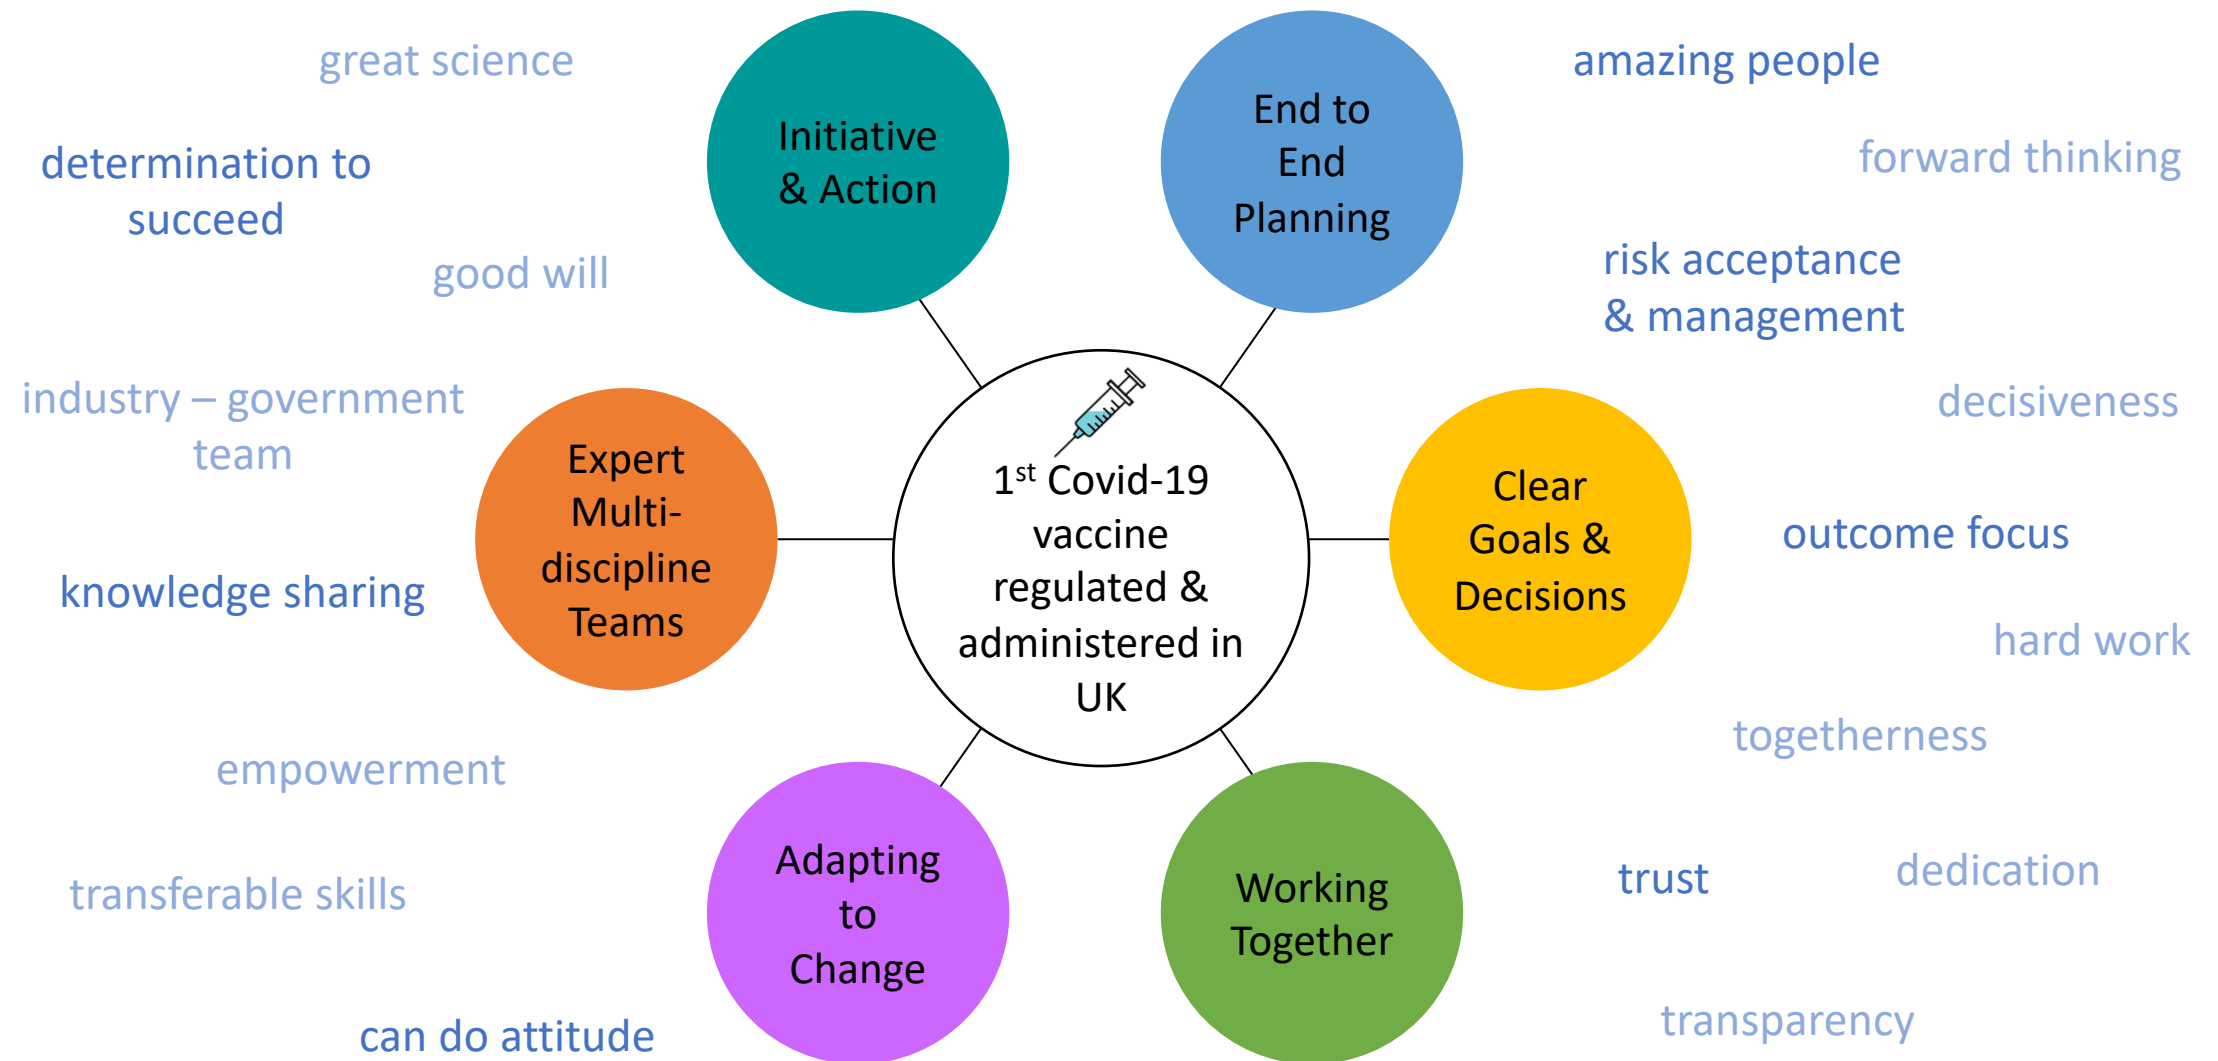 great science
determination to
succeed
good will
industry – government
team
knowledge sharing
empowerment
transferable skills
can do attitude
Initiative
& Action
Expert
Multi-
discipline
Teams
Adapting
to
Change
1st Covid-19
vaccine
regulated &
administered in
UK
End to
End
Planning
Clear
Goals &
Decisions
Working
Together
amazing people
forward thinking
risk acceptance
& management
decisiveness
outcome focus
hard work
togetherness
trust
dedication
transparency